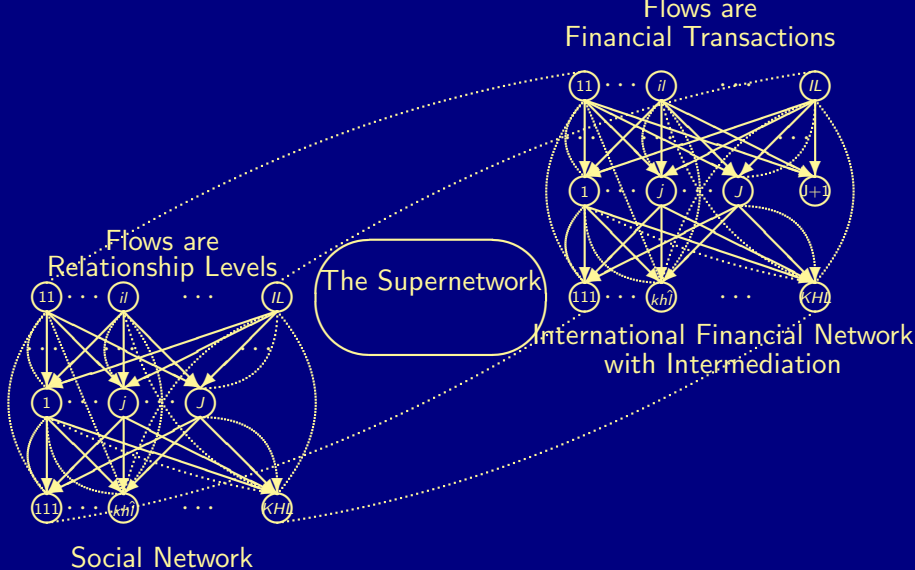 Flows are
Financial Transactions
11 · · · il · · · IL
1 · · · j · · · J J+1
111 · · · kĥl · · · KHL
International Financial Network
with Intermediation
The Supernetwork
Flows are
Relationship Levels
11 · · · il · · · IL
1 · · · j · · · J
111 · · · khl̂ · · · KHL
Social Network